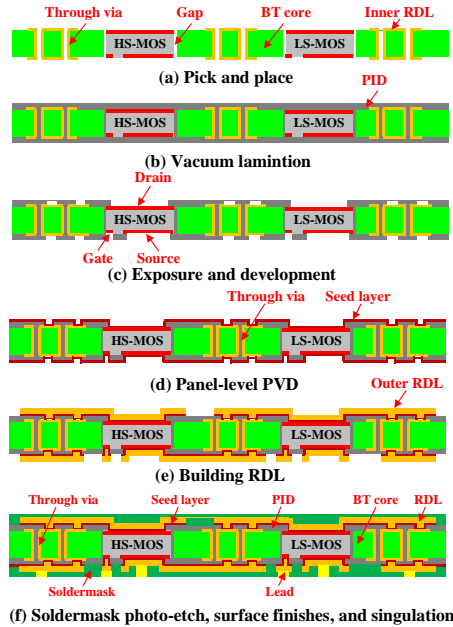 Through via Gap BT core Inner RDL
HS-MOS LS-MOS
(a) Pick and place
PID
HS-MOS LS-MOS
(b) Vacuum lamintion
Drain
HS-MOS LS-MOS
Gate Source
(c) Exposure and development
Through via Seed layer
HS-MOS LS-MOS
(d) Panel-level PVD
Outer RDL
HS-MOS LS-MOS
(e) Building RDL
Through via Seed layer PID BT core RDL
HS-MOS LS-MOS
Soldermask Lead
(f) Soldermask photo-etch, surface finishes, and singulation